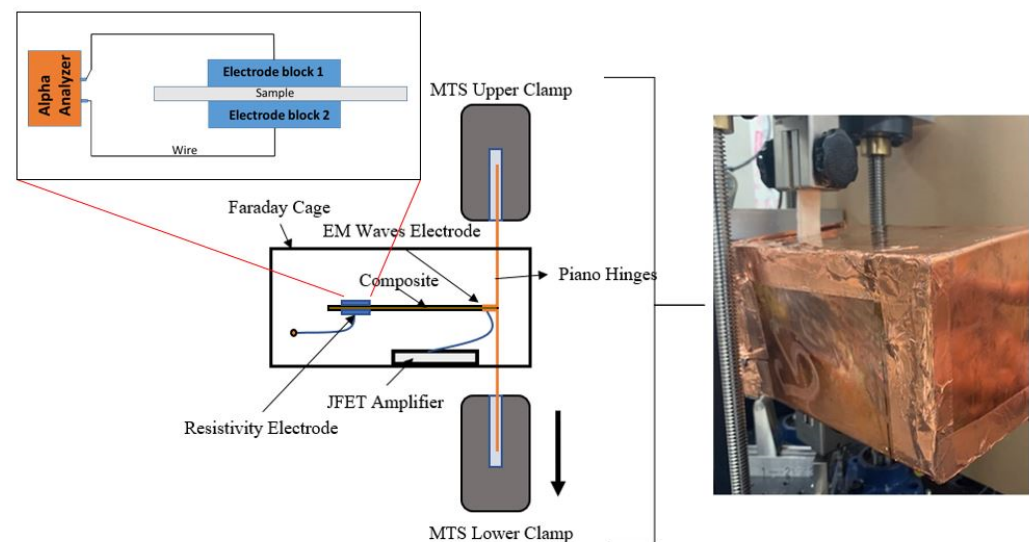 Alpha
Analyzer
Electrode block 1
Sample
Electrode block 2
Wire
MTS Upper Clamp
Faraday Cage
EM Waves Electrode
Composite
Piano Hinges
JFET Amplifier
Resistivity Electrode
MTS Lower Clamp